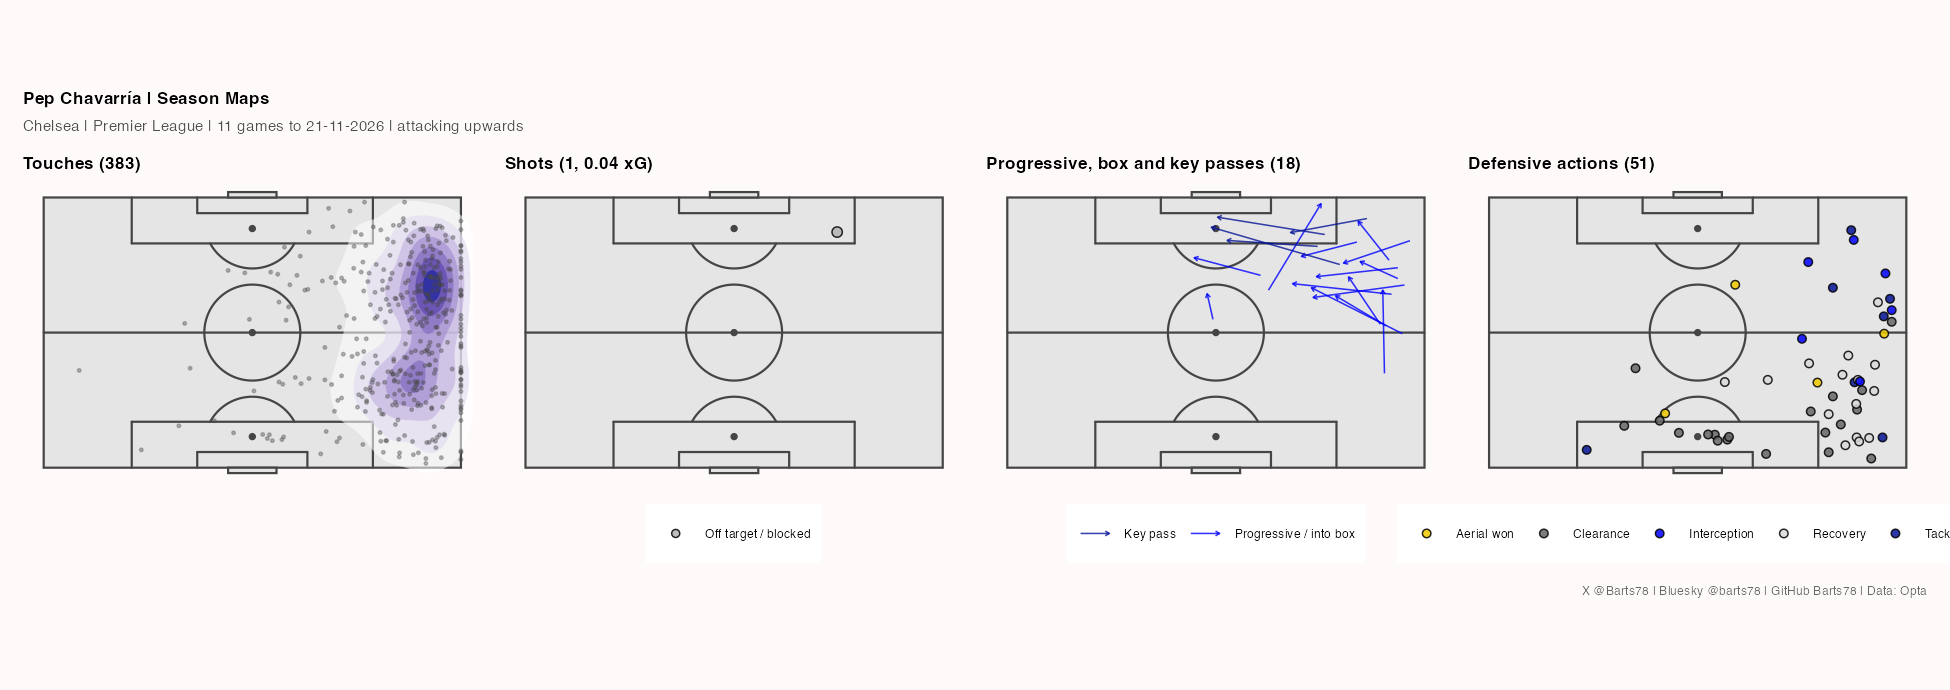 Pep Chavarría | Season Maps
Chelsea | Premier League | 11 games to 21-11-2026 | attacking upwards
Touches (383)
Shots (1, 0.04 xG)
Progressive, box and key passes (18)
Defensive actions (51)
Off target / blocked
Key pass
Progressive / into box
Aerial won
Clearance
Interception
Recovery
Tack
X @Barts78 | Bluesky @barts78 | GitHub Barts78 | Data: Opta